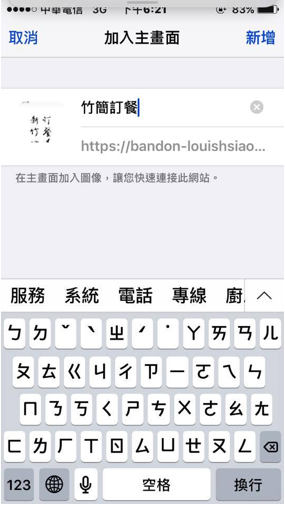 中華電信 3G 下午6:21 83%
取消 加入主畫面 新增
竹簡訂餐
https://bandon-louishsiao...
在主畫面加入圖像，讓您快速連接此網站。
服務 系統 電話 專線 廚
ㄅ ㄉ ˇ ˋ ㄓ ˊ ˙ ㄚ ㄞ ㄢ ㄦ
ㄆ ㄊ ㄍ ㄐ ㄔ ㄗ ㄧ ㄛ ㄟ ㄣ
ㄇ ㄋ ㄎ ㄑ ㄕ ㄘ ㄨ ㄜ ㄠ ㄤ
ㄈ ㄌ ㄏ ㄒ ㄖ ㄙ ㄩ ㄝ ㄡ ㄥ
123 空格 換行